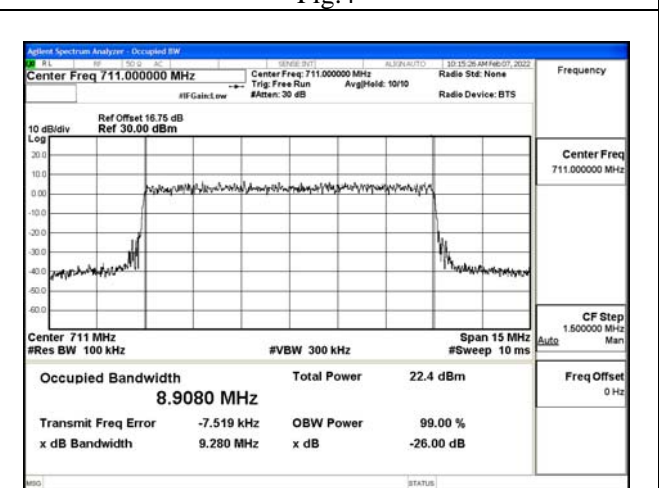 Fig.4
Agilent Spectrum Analyzer - Occupied BW
RL RF 50 Ω AC SENSE:INT ALIGNAUTO 10:15:26 AM Feb 07, 2022
Center Freq 711.000000 MHz
Center Freq: 711.000000 MHz
Radio Std: None
Frequency
Trig: Free Run Avg|Hold: 10/10
#IFGain:Low #Atten: 30 dB Radio Device: BTS
Ref Offset 16.75 dB
10 dB/div Ref 30.00 dBm
Log
20.0
10.0
0.00
-10.0
-20.0
-30.0
-40.0
-50.0
-60.0
Center Freq
711.000000 MHz
Center 711 MHz Span 15 MHz
#Res BW 100 kHz #VBW 300 kHz #Sweep 10 ms
CF Step
1.500000 MHz
Auto Man
Occupied Bandwidth Total Power 22.4 dBm
8.9080 MHz
Transmit Freq Error -7.519 kHz OBW Power 99.00 %
x dB Bandwidth 9.280 MHz x dB -26.00 dB
Freq Offset
0 Hz
MSG STATUS